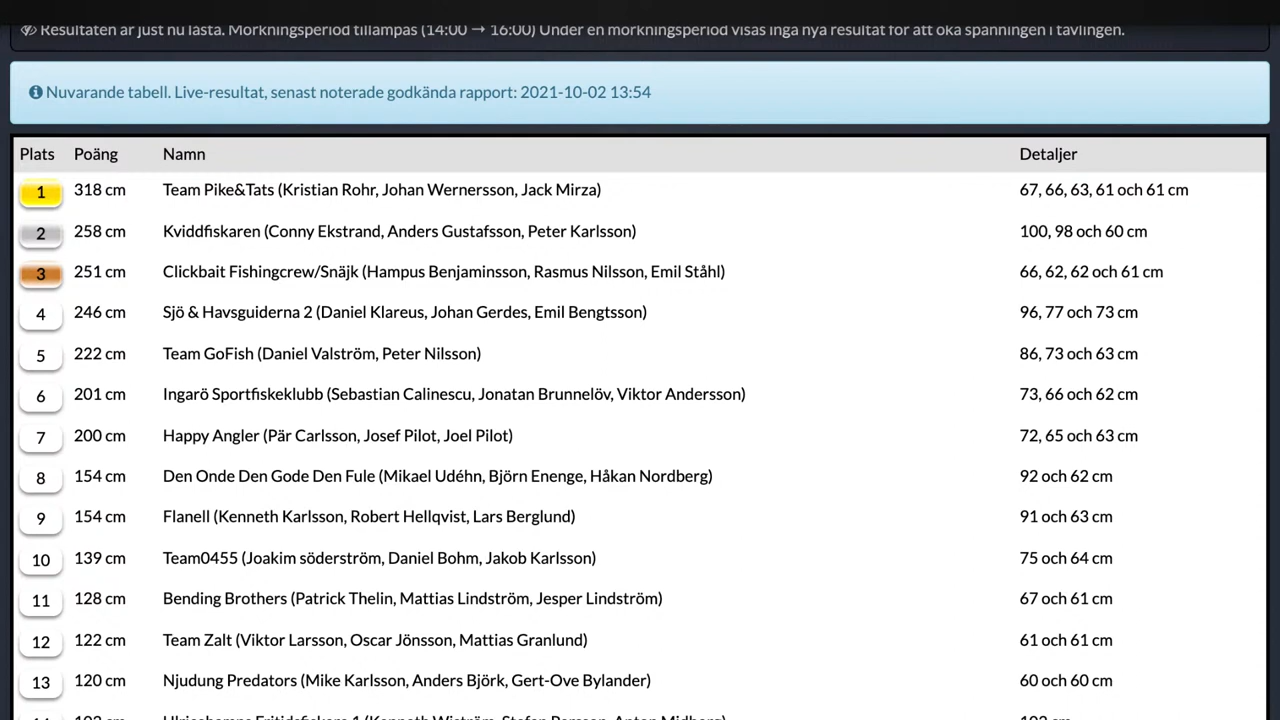 Resultaten är just nu låsta. Mörkningsperiod tillämpas (14:00 → 16:00) Under en mörkningsperiod visas inga nya resultat för att öka spänningen i tävlingen.
Nuvarande tabell. Live-resultat, senast noterade godkända rapport: 2021-10-02 13:54
Plats Poäng Namn Detaljer
1 318 cm Team Pike&Tats (Kristian Rohr, Johan Wernersson, Jack Mirza) 67, 66, 63, 61 och 61 cm
2 258 cm Kviddfiskaren (Conny Ekstrand, Anders Gustafsson, Peter Karlsson) 100, 98 och 60 cm
3 251 cm Clickbait Fishingcrew/Snäjk (Hampus Benjaminsson, Rasmus Nilsson, Emil Ståhl) 66, 62, 62 och 61 cm
4 246 cm Sjö & Havsguiderna 2 (Daniel Klareus, Johan Gerdes, Emil Bengtsson) 96, 77 och 73 cm
5 222 cm Team GoFish (Daniel Valström, Peter Nilsson) 86, 73 och 63 cm
6 201 cm Ingarö Sportfiskeklubb (Sebastian Calinescu, Jonatan Brunnelöv, Viktor Andersson) 73, 66 och 62 cm
7 200 cm Happy Angler (Pär Carlsson, Josef Pilot, Joel Pilot) 72, 65 och 63 cm
8 154 cm Den Onde Den Gode Den Fule (Mikael Udéhn, Björn Enenge, Håkan Nordberg) 92 och 62 cm
9 154 cm Flanell (Kenneth Karlsson, Robert Hellqvist, Lars Berglund) 91 och 63 cm
10 139 cm Team0455 (Joakim söderström, Daniel Bohm, Jakob Karlsson) 75 och 64 cm
11 128 cm Bending Brothers (Patrick Thelin, Mattias Lindström, Jesper Lindström) 67 och 61 cm
12 122 cm Team Zalt (Viktor Larsson, Oscar Jönsson, Mattias Granlund) 61 och 61 cm
13 120 cm Njudung Predators (Mike Karlsson, Anders Björk, Gert-Ove Bylander) 60 och 60 cm